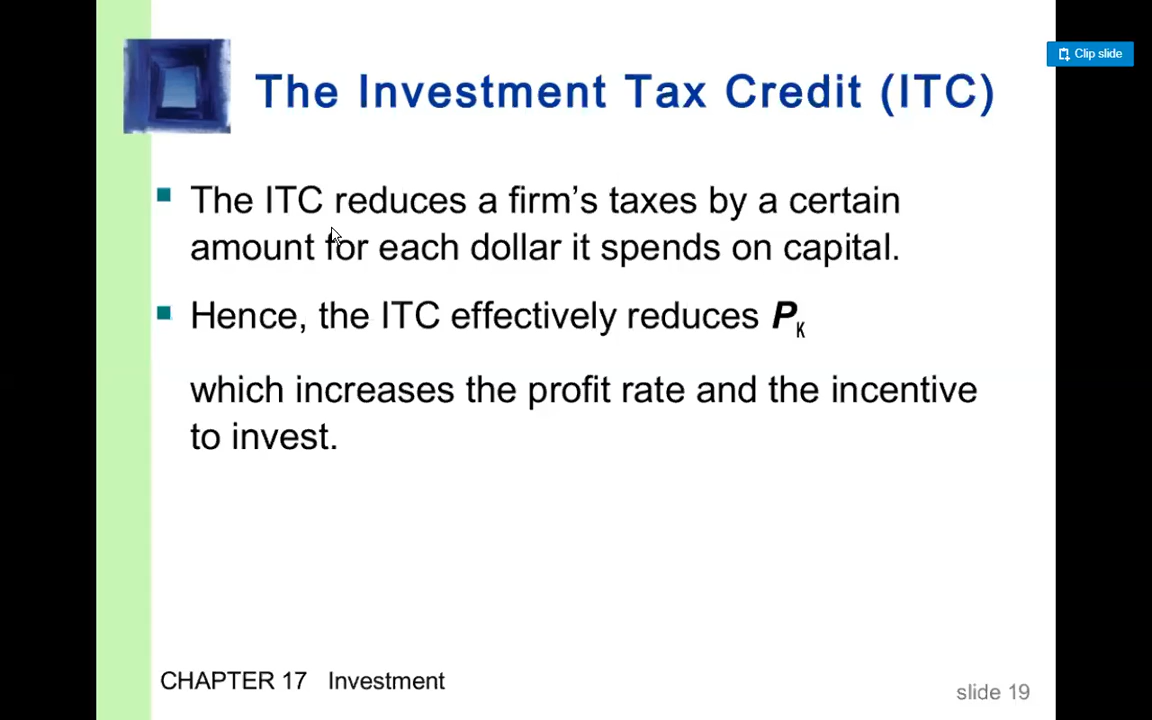 Clip slide
The Investment Tax Credit (ITC)
The ITC reduces a firm’s taxes by a certain
amount for each dollar it spends on capital.
Hence, the ITC effectively reduces PK
which increases the profit rate and the incentive
to invest.
CHAPTER 17 Investment
slide 19